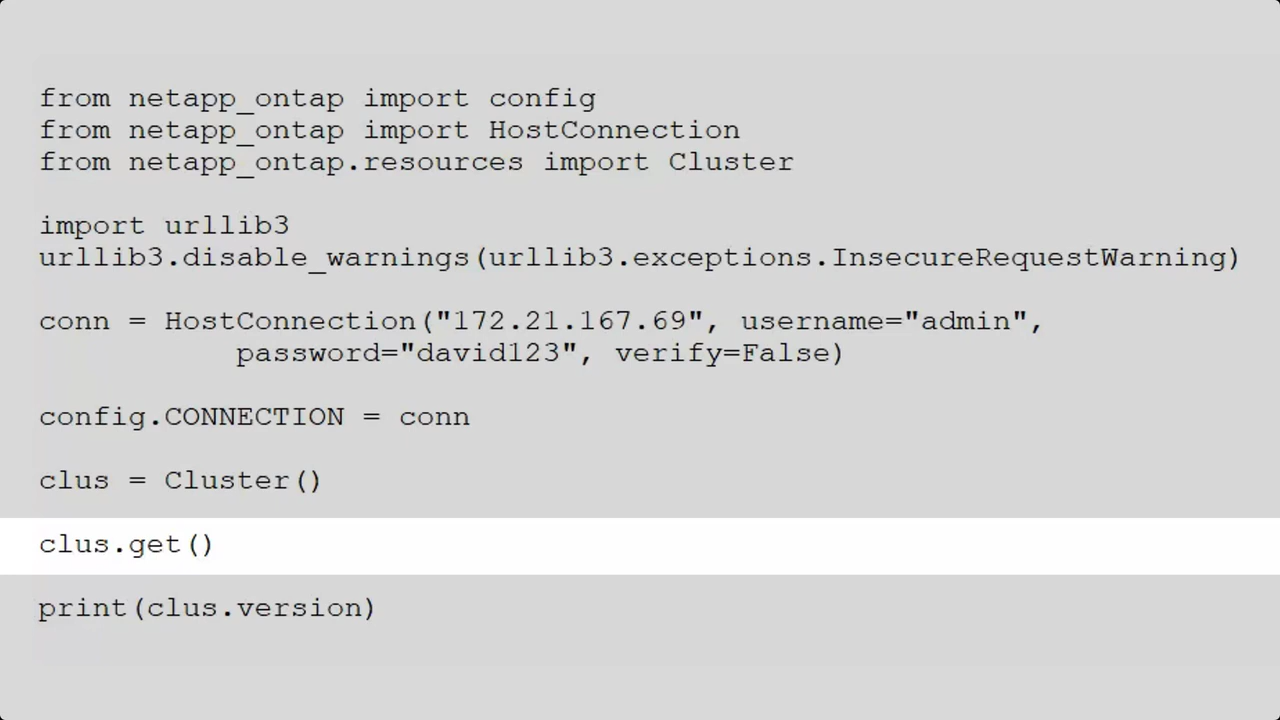 from netapp_ontap import config
from netapp_ontap import HostConnection
from netapp_ontap.resources import Cluster
import urllib3
urllib3.disable_warnings(urllib3.exceptions.InsecureRequestWarning)
conn = HostConnection("172.21.167.69", username="admin",
password="david123", verify=False)
config.CONNECTION = conn
clus = Cluster()
clus.get()
print(clus.version)